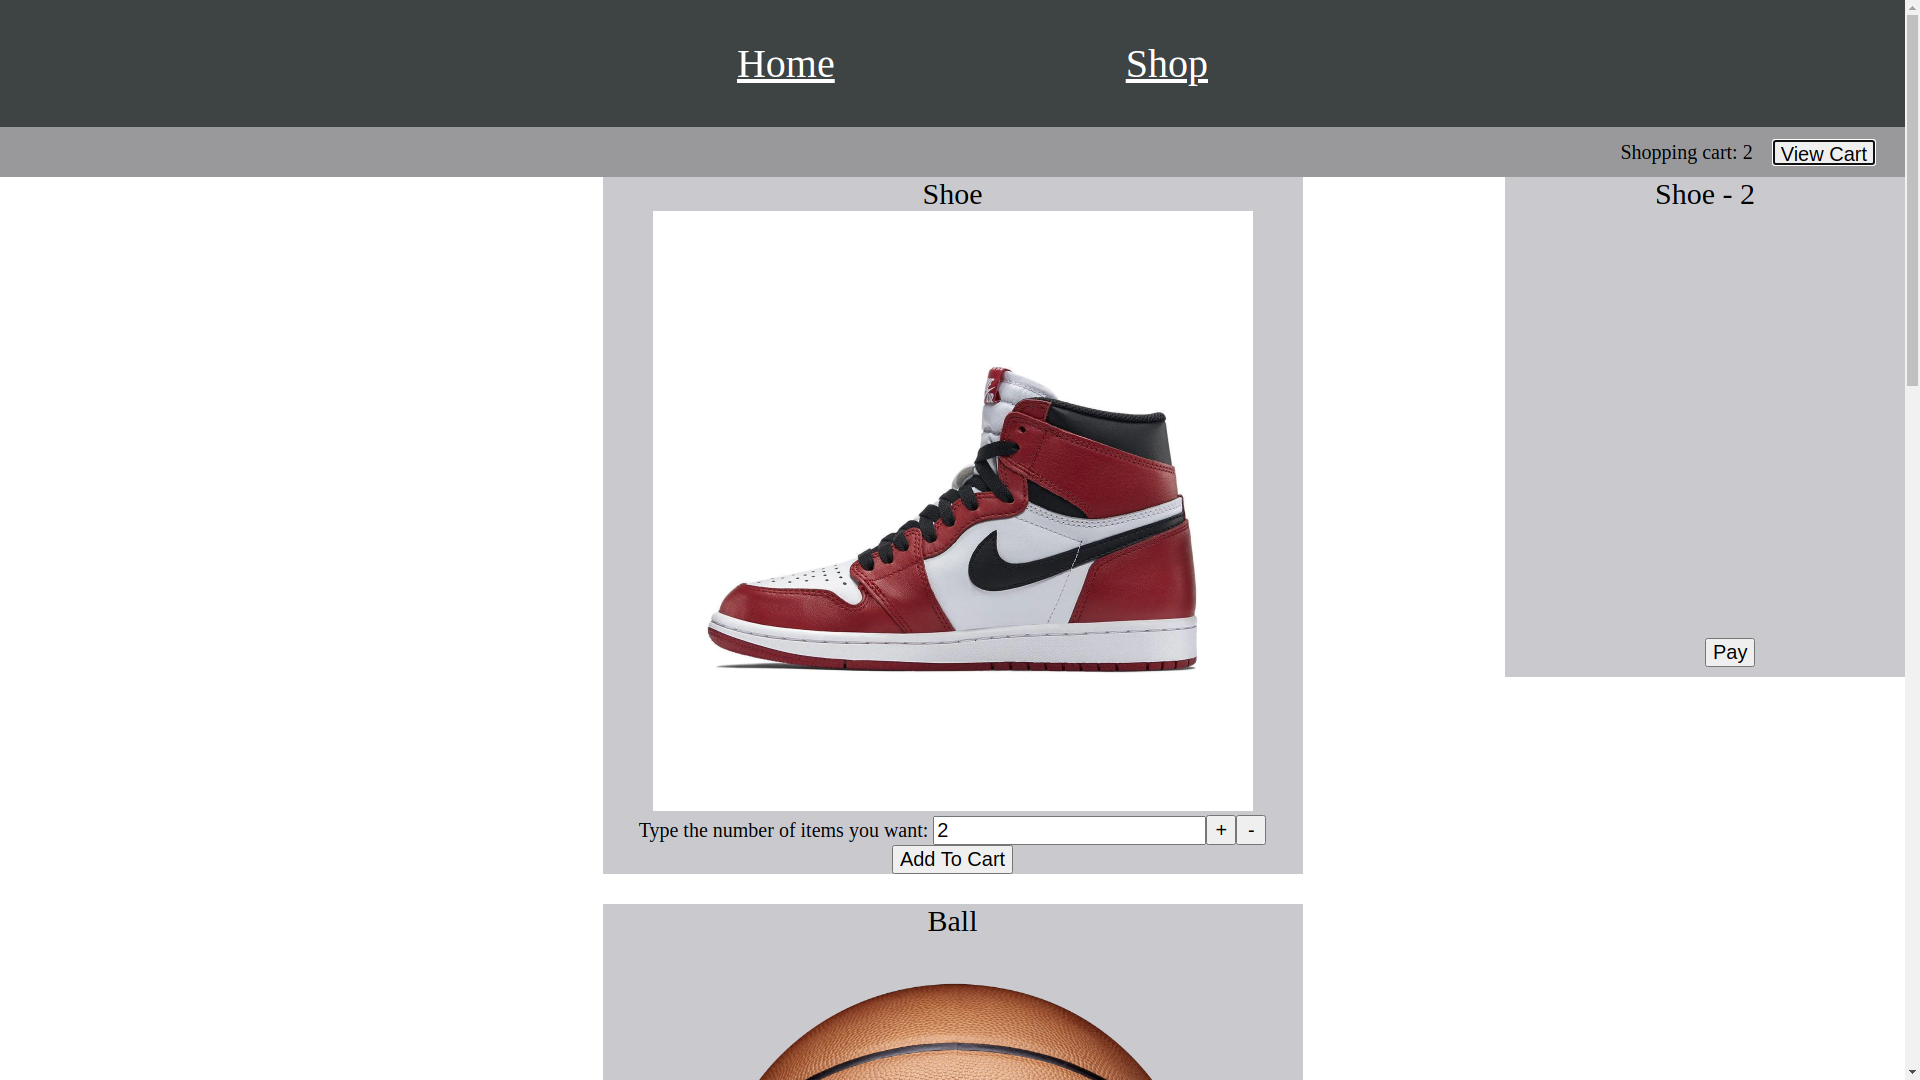 Home Shop
Shopping cart: 2 View Cart
Shoe
Shoe - 2
Type the number of items you want: 2 + -
Add To Cart
Pay
Ball